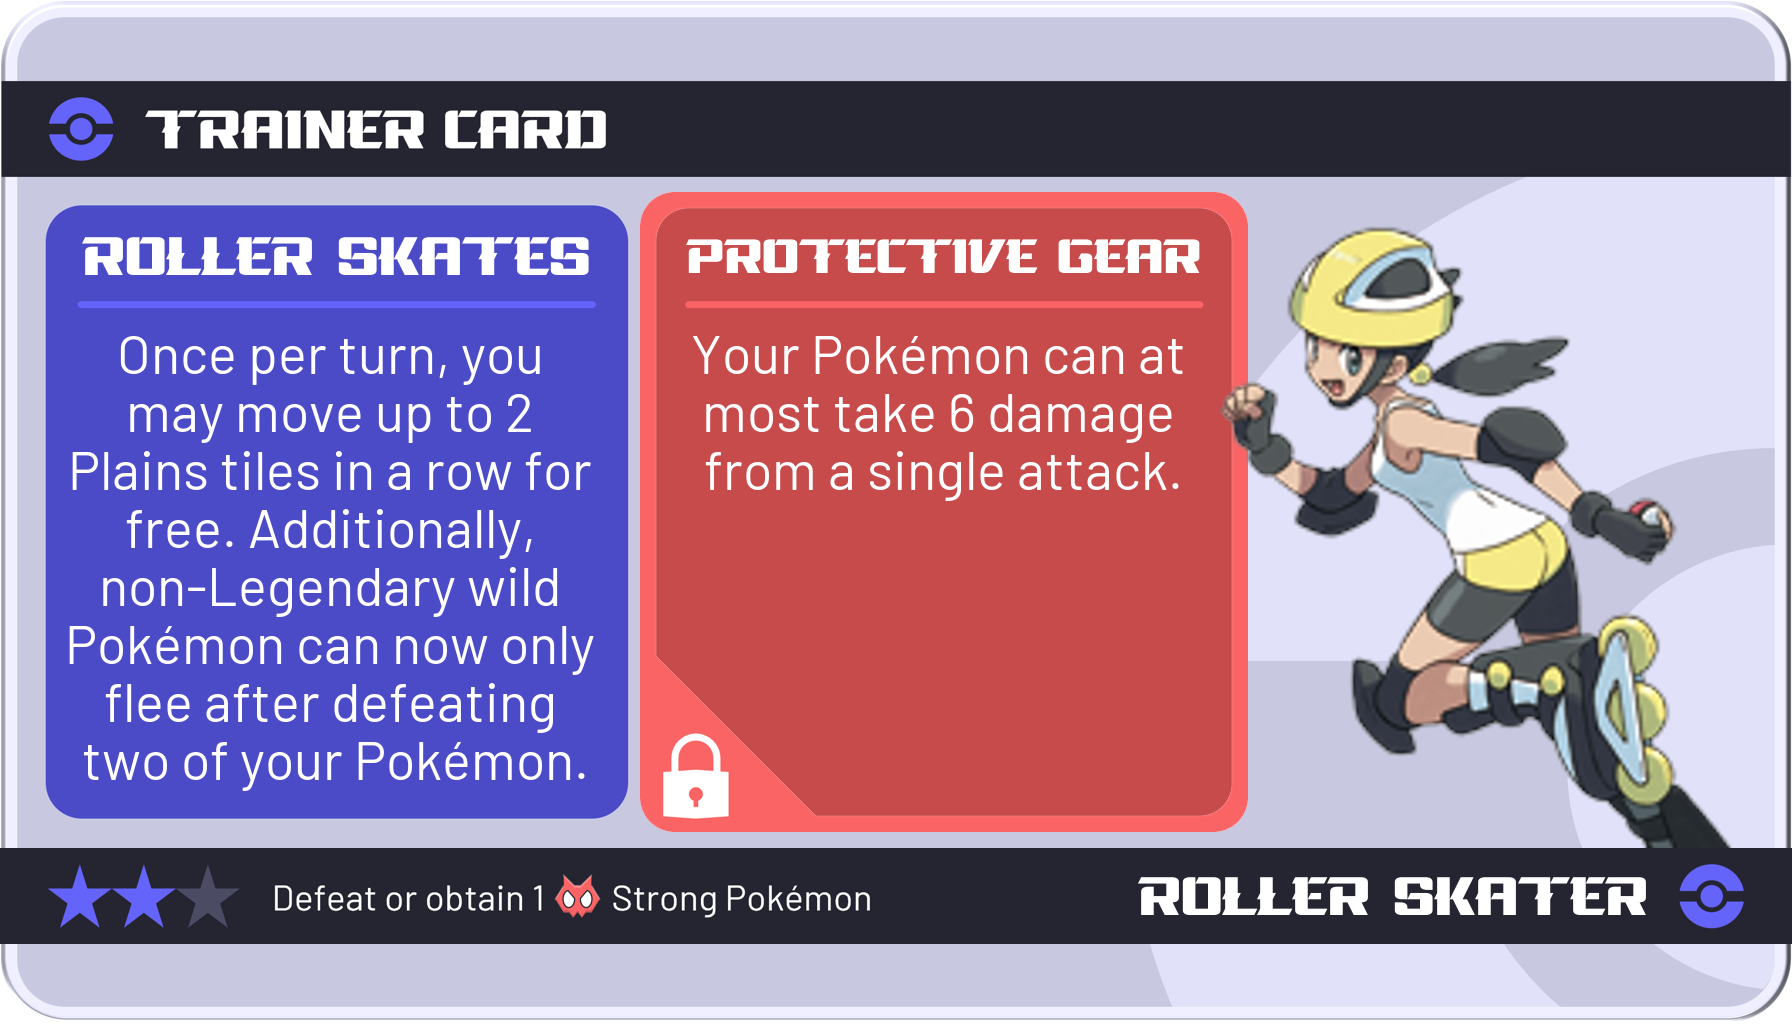 TRAINER CARD
ROLLER SKATES
Once per turn, you
may move up to 2
Plains tiles in a row for
free. Additionally,
non-Legendary wild
Pokémon can now only
flee after defeating
two of your Pokémon.
PROTECTIVE GEAR
Your Pokémon can at
most take 6 damage
from a single attack.
Defeat or obtain 1 Strong Pokémon
ROLLER SKATER